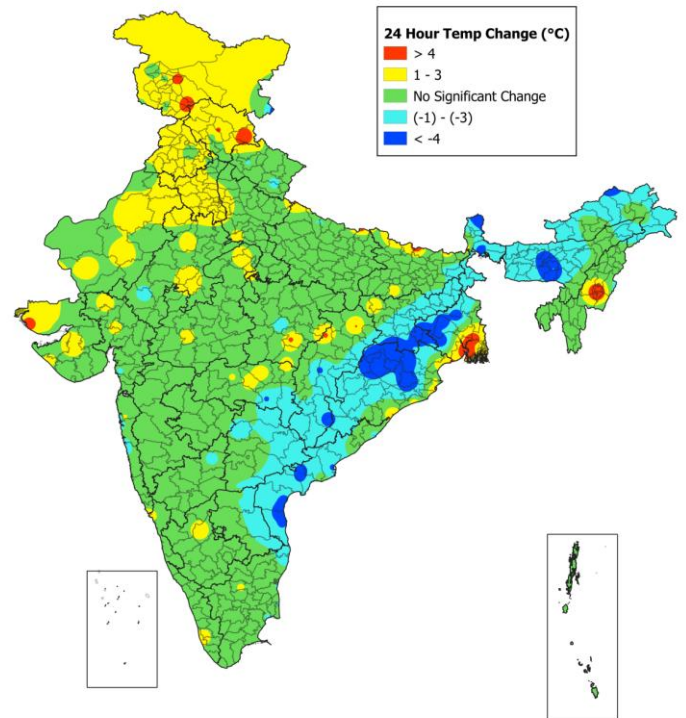 24 Hour Temp Change (°C)
> 4
1 - 3
No Significant Change
(-1) - (-3)
< -4